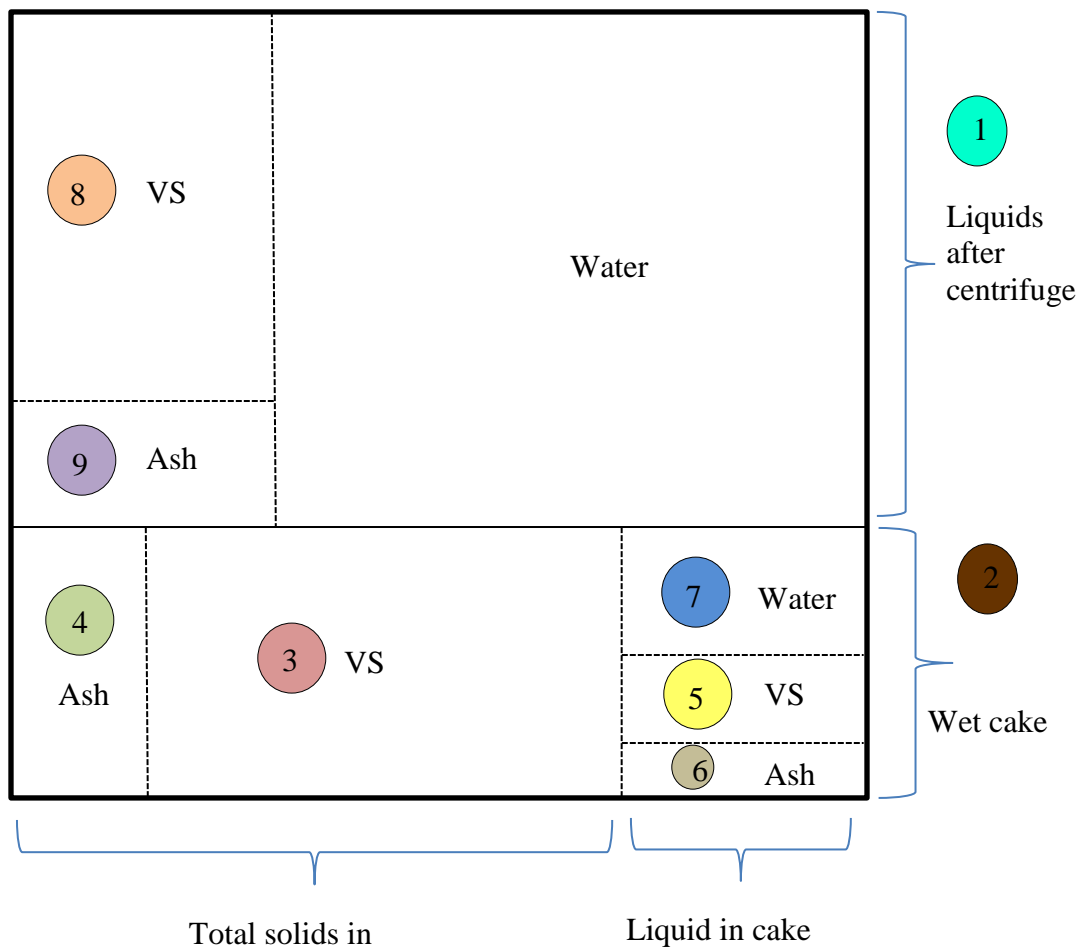 1
8 VS
Liquids
after
centrifuge
Water
9 Ash
2
7 Water
4
3 VS
5 VS
Ash
Wet cake
6 Ash
Total solids in
Liquid in cake